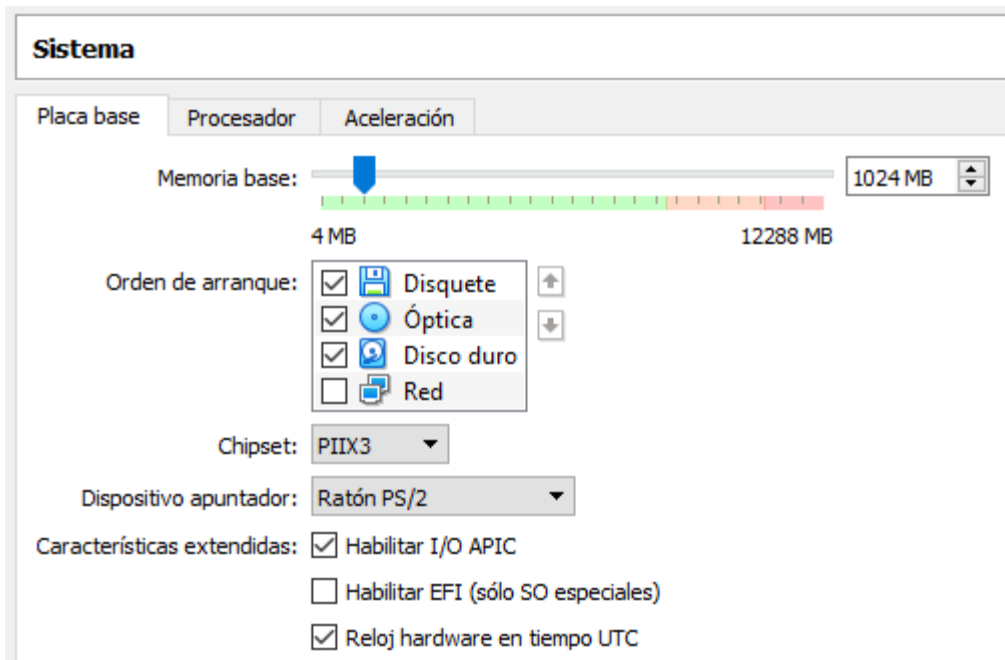 Sistema
Placa base Procesador Aceleración
Memoria base: 1024 MB
4 MB 12288 MB
Orden de arranque: Disquete
Óptica
Disco duro
Red
Chipset: PIIX3
Dispositivo apuntador: Ratón PS/2
Características extendidas: Habilitar I/O APIC
Habilitar EFI (sólo SO especiales)
Reloj hardware en tiempo UTC